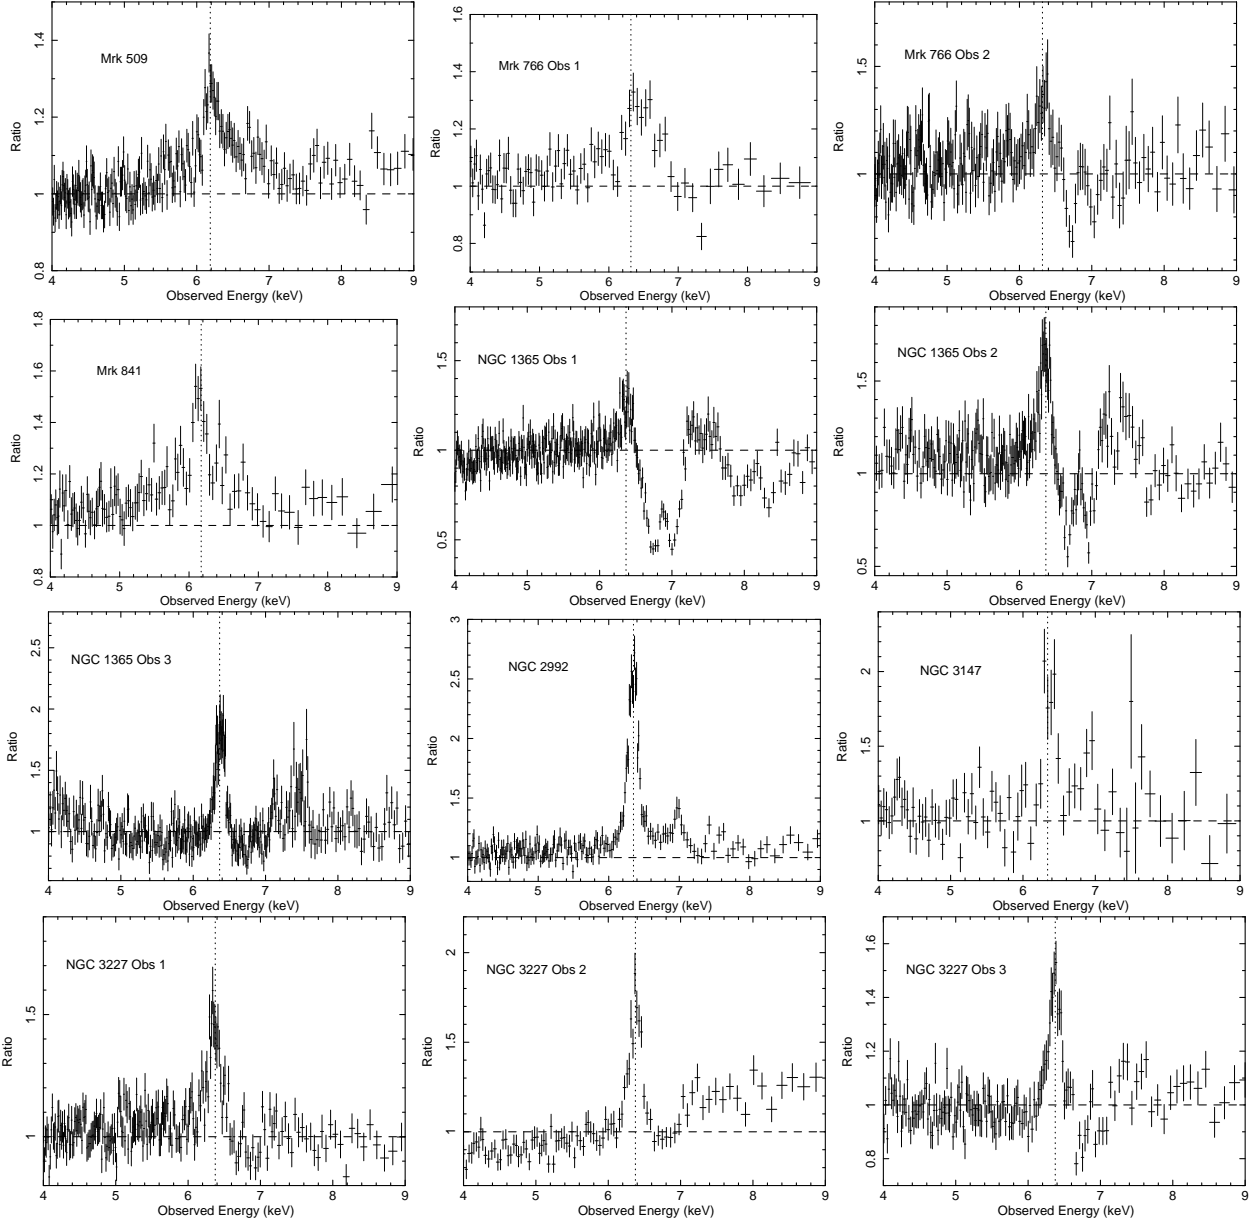 Mrk 509
Ratio
0.8 1 1.2 1.4
4 5 6 7 8 9
Observed Energy (keV)
Mrk 766 Obs 1
Ratio
0.8 1 1.2 1.4 1.6
4 5 6 7 8 9
Observed Energy (keV)
Mrk 766 Obs 2
Ratio
1 1.5
4 5 6 7 8 9
Observed Energy (keV)
Mrk 841
Ratio
0.8 1 1.2 1.4 1.6 1.8
4 5 6 7 8 9
Observed Energy (keV)
NGC 1365 Obs 1
Ratio
0.5 1 1.5
4 5 6 7 8 9
Observed Energy (keV)
NGC 1365 Obs 2
Ratio
0.5 1 1.5
4 5 6 7 8 9
Observed Energy (keV)
NGC 1365 Obs 3
Ratio
1 1.5 2 2.5
4 5 6 7 8 9
Observed Energy (keV)
NGC 2992
Ratio
1 1.5 2 2.5 3
4 5 6 7 8 9
Observed Energy (keV)
NGC 3147
Ratio
1 1.5 2
4 5 6 7 8 9
Observed Energy (keV)
NGC 3227 Obs 1
Ratio
1 1.5
4 5 6 7 8 9
Observed Energy (keV)
NGC 3227 Obs 2
Ratio
1 1.5 2
4 5 6 7 8 9
Observed Energy (keV)
NGC 3227 Obs 3
Ratio
0.8 1 1.2 1.4 1.6
4 5 6 7 8 9
Observed Energy (keV)